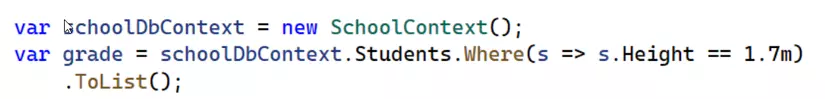 var schoolDbContext = new SchoolContext();
var grade = schoolDbContext.Students.Where(s => s.Height == 1.7m)
.ToList();